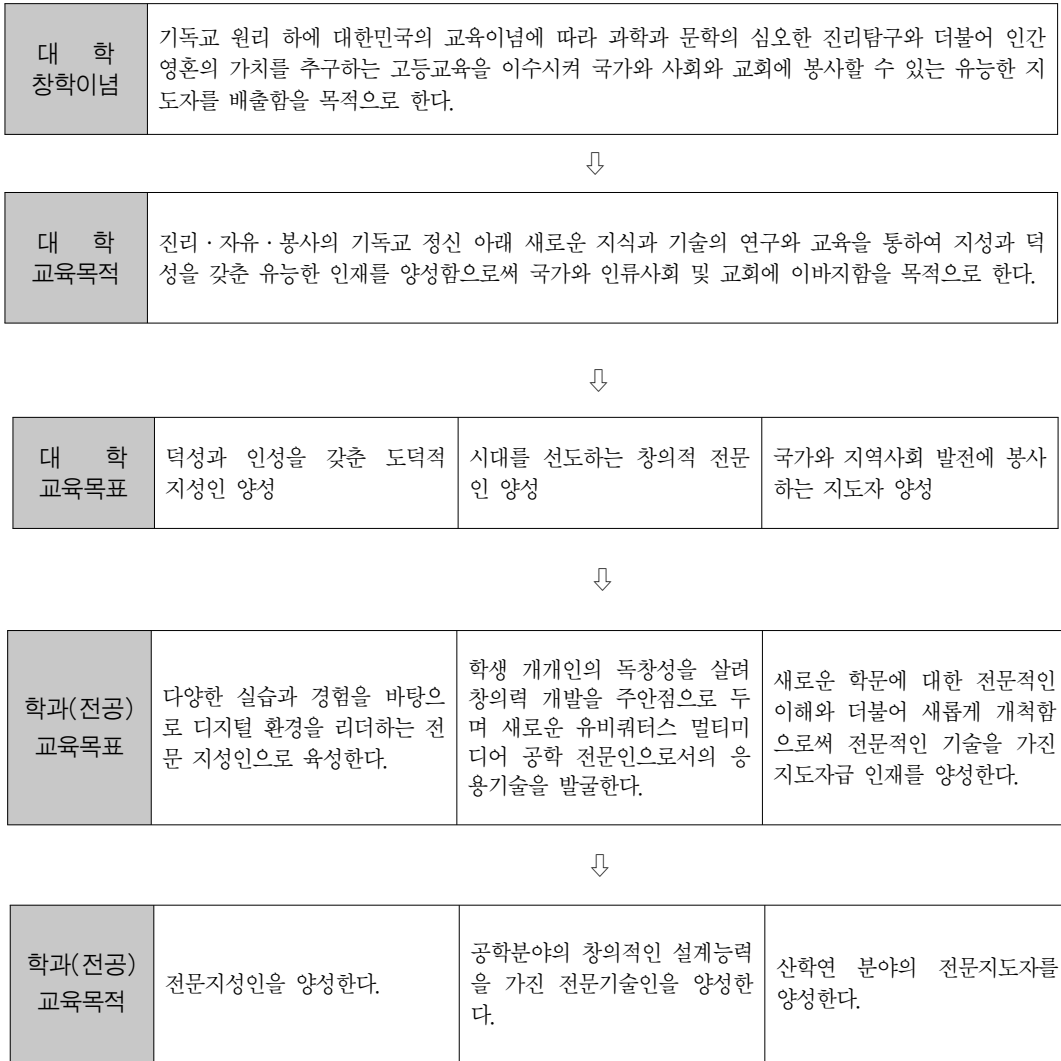 대 학
창학이념
기독교 원리 하에 대한민국의 교육이념에 따라 과학과 문학의 심오한 진리탐구와 더불어 인간
영혼의 가치를 추구하는 고등교육을 이수시켜 국가와 사회와 교회에 봉사할 수 있는 유능한 지
도자를 배출함을 목적으로 한다.
⇩
대 학
교육목적
진리·자유·봉사의 기독교 정신 아래 새로운 지식과 기술의 연구와 교육을 통하여 지성과 덕
성을 갖춘 유능한 인재를 양성함으로써 국가와 인류사회 및 교회에 이바지함을 목적으로 한다.
⇩
대 학
교육목표
덕성과 인성을 갖춘 도덕적
지성인 양성
시대를 선도하는 창의적 전문
인 양성
국가와 지역사회 발전에 봉사
하는 지도자 양성
⇩
학과(전공)
교육목표
다양한 실습과 경험을 바탕으
로 디지털 환경을 리더하는 전
문 지성인으로 육성한다.
학생 개개인의 독창성을 살려
창의력 개발을 주안점으로 두
며 새로운 유비쿼터스 멀티미
디어 공학 전문인으로서의 응
용기술을 발굴한다.
새로운 학문에 대한 전문적인
이해와 더불어 새롭게 개척함
으로써 전문적인 기술을 가진
지도자급 인재를 양성한다.
⇩
학과(전공)
교육목적
전문지성인을 양성한다.
공학분야의 창의적인 설계능력
을 가진 전문기술인을 양성한
다.
산학연 분야의 전문지도자를
양성한다.